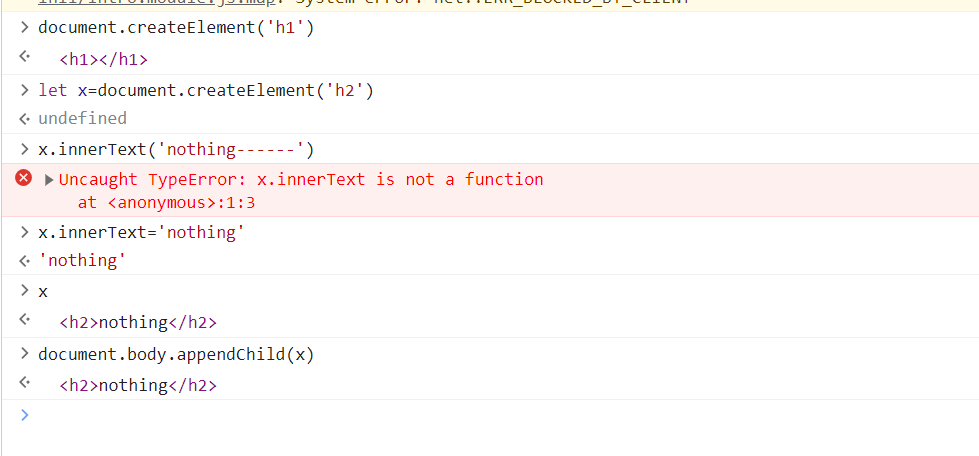 > document.createElement('h1')
<h1></h1>
> let x=document.createElement('h2')
undefined
> x.innerText('nothing------')
Uncaught TypeError: x.innerText is not a function
at <anonymous>:1:3
> x.innerText='nothing'
'nothing'
> x
<h2>nothing</h2>
> document.body.appendChild(x)
<h2>nothing</h2>
>